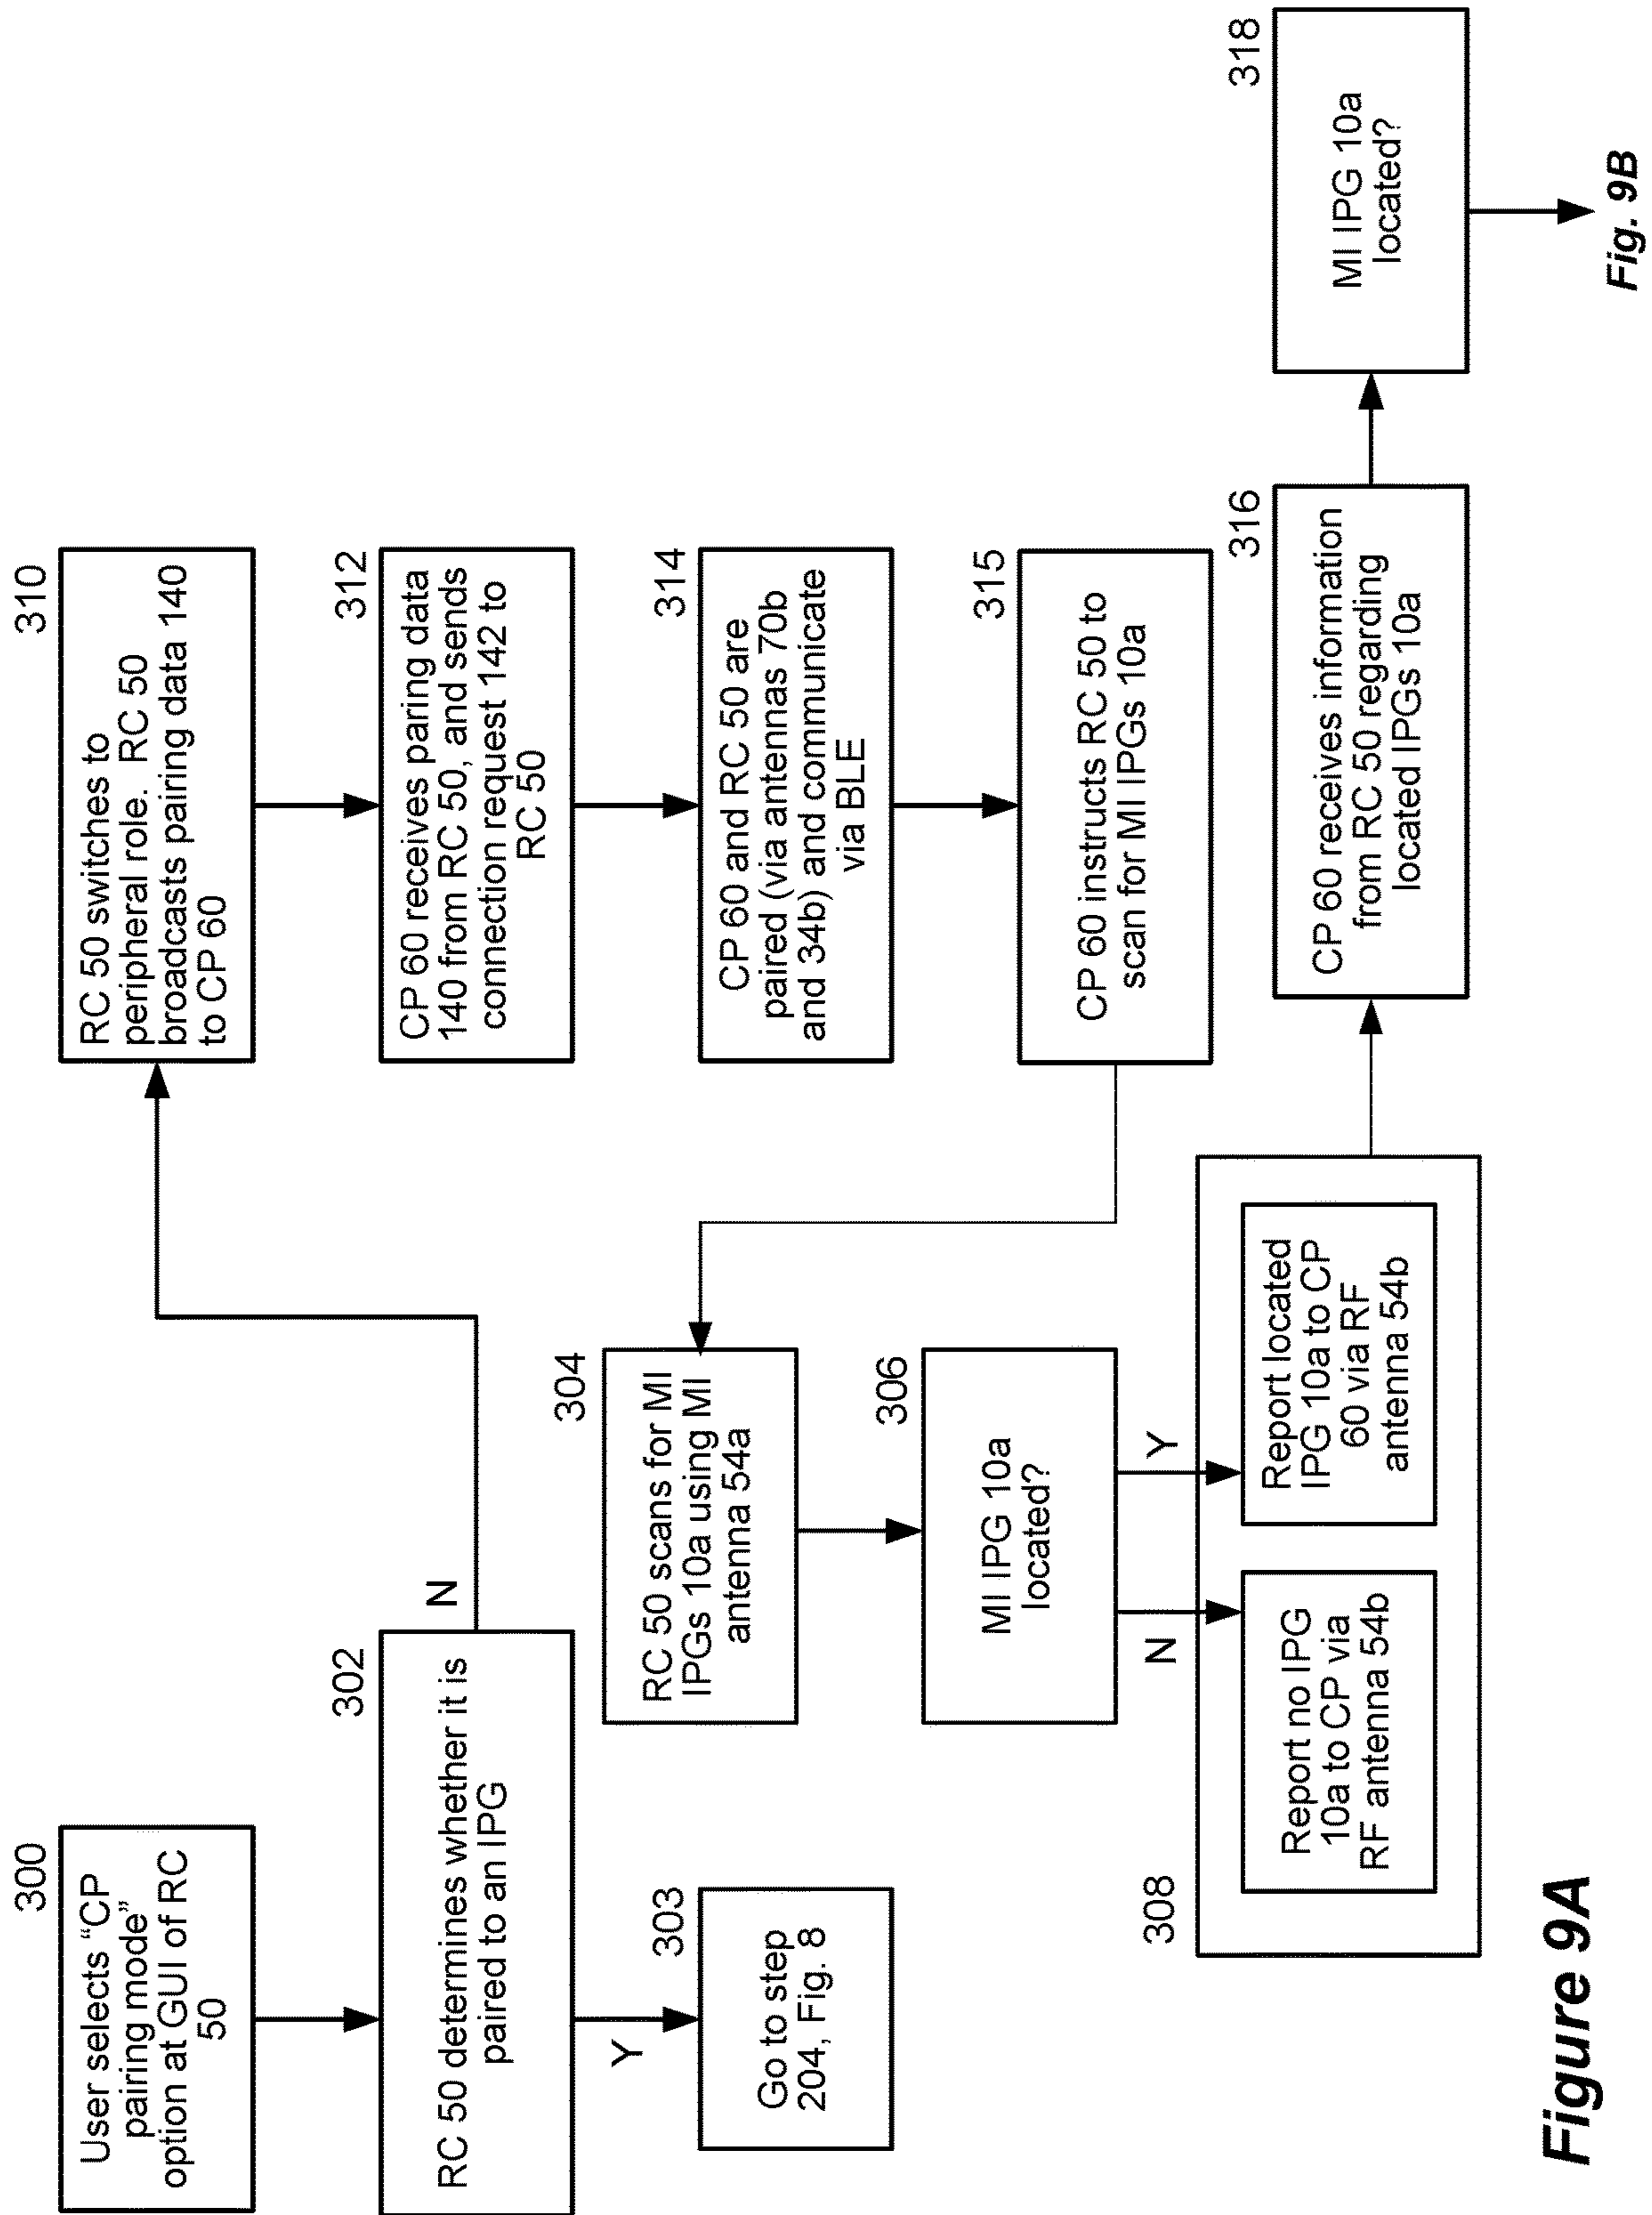 300
User selects “CP
pairing mode”
option at GUI of RC
50
302
RC 50 determines whether it is
paired to an IPG
Y
N
303
Go to step
204, Fig. 8
310
RC 50 switches to
peripheral role.  RC 50
broadcasts pairing data 140
to CP 60
312
CP 60 receives paring data
140 from RC 50, and sends
connection request 142 to
RC 50
314
CP 60 and RC 50 are
paired (via antennas 70b
and 34b) and communicate
via BLE
315
CP 60 instructs RC 50 to
scan for MI IPGs 10a
304
RC 50 scans for MI
IPGs 10a using MI
antenna 54a
306
MI IPG 10a
located?
N
Y
308
Report no IPG
10a to CP via
RF antenna 54b
Report located
IPG 10a to CP
60 via RF
antenna 54b
316
CP 60 receives information
from RC 50 regarding
located IPGs 10a
318
MI IPG 10a
located?
Fig. 9B
Figure 9A